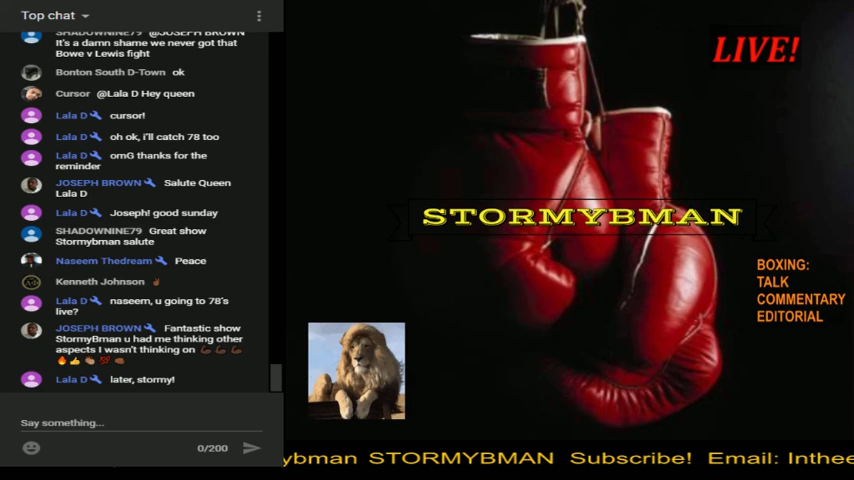 Top chat
SHADOWNINE79 @JOSEPH BROWN
It's a damn shame we never got that
Bowe v Lewis fight
Bonton South D-Town ok
Cursor @Lala D Hey queen
Lala D cursor!
Lala D oh ok, i'll catch 78 too
Lala D omG thanks for the
reminder
JOSEPH BROWN Salute Queen
Lala D
Lala D Joseph! good sunday
SHADOWNINE79 Great show
Stormybman salute
Naseem Thedream Peace
Kenneth Johnson ✌🏾
Lala D naseem, u going to 78's
live?
JOSEPH BROWN Fantastic show
StormyBman u had me thinking other
aspects I wasn't thinking on
💯
Lala D later, stormy!
Say something...
0/200
LIVE!
STORMYBMAN
BOXING:
TALK
COMMENTARY
EDITORIAL
ybman STORMYBMAN Subscribe! Email: Inthee